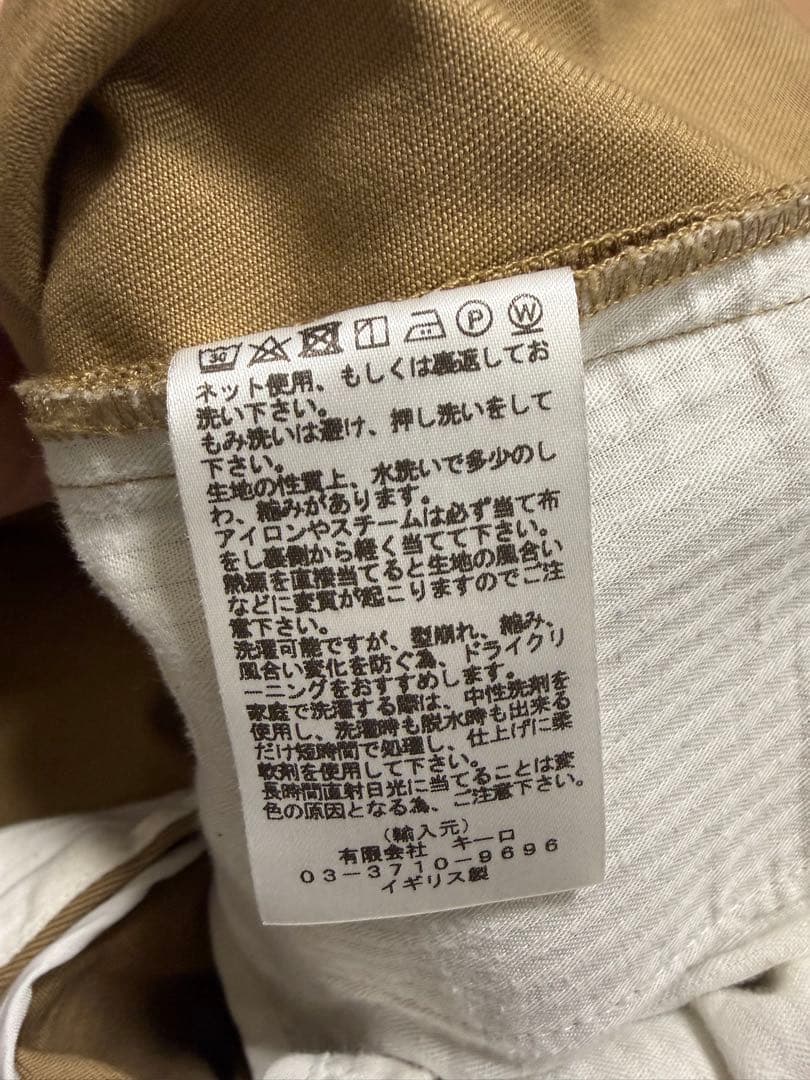 30 P W
ネット使用、もしくは裏返してお
洗い下さい。
もみ洗いは避け、押し洗いをして
下さい。
生地の性質上、水洗いで多少のし
わ、縮みがあります。
アイロンやスチームは必ず当て布
をし裏側から軽く当てて下さい。
熱源を直接当てると生地の風合い
などに変質が起こりますのでご注
意下さい。
洗濯可能ですが、型崩れ、縮み、
風合い変化を防ぐ為、ドライクリ
ーニングをおすすめします。
家庭で洗濯する際は、中性洗剤を
使用し、洗濯時も脱水時も出来る
だけ短時間で処理し、仕上げに柔
軟剤を使用して下さい。
長時間直射日光に当てることは変
色の原因となる為、ご注意下さい。
(輸入元)
有限会社 キーロ
03-3710-9696
イギリス製